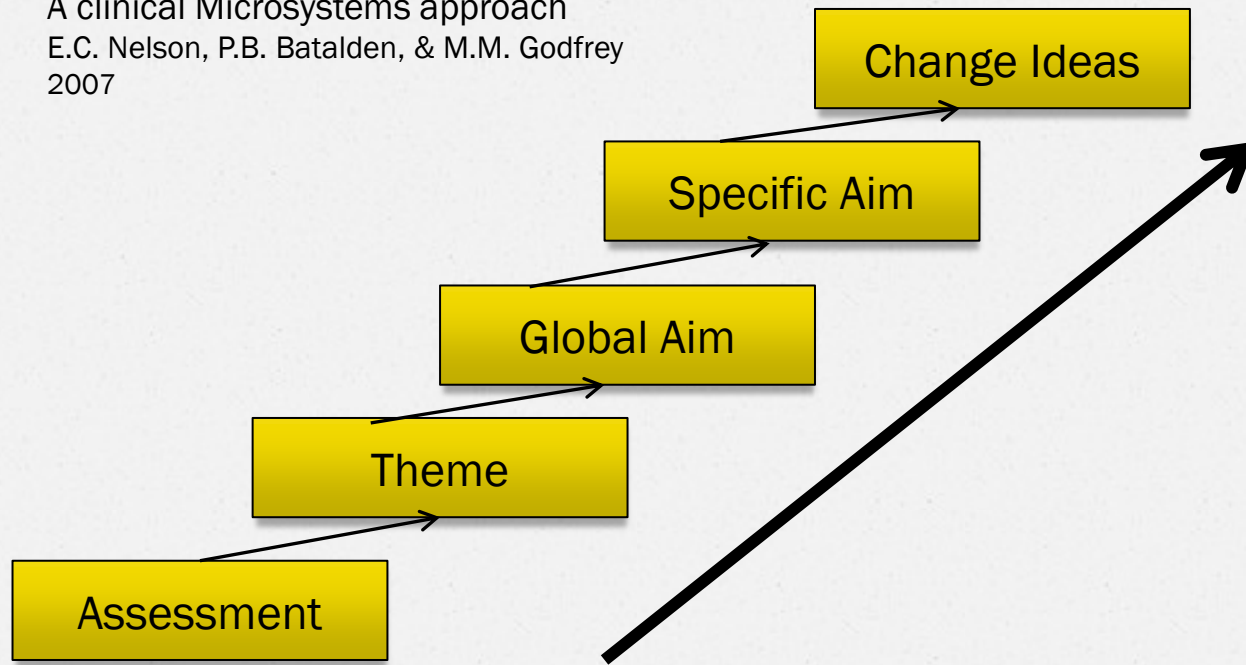 A clinical Microsystems approach
E.C. Nelson, P.B. Batalden, & M.M. Godfrey
2007
Change Ideas
Specific Aim
Global Aim
Theme
Assessment